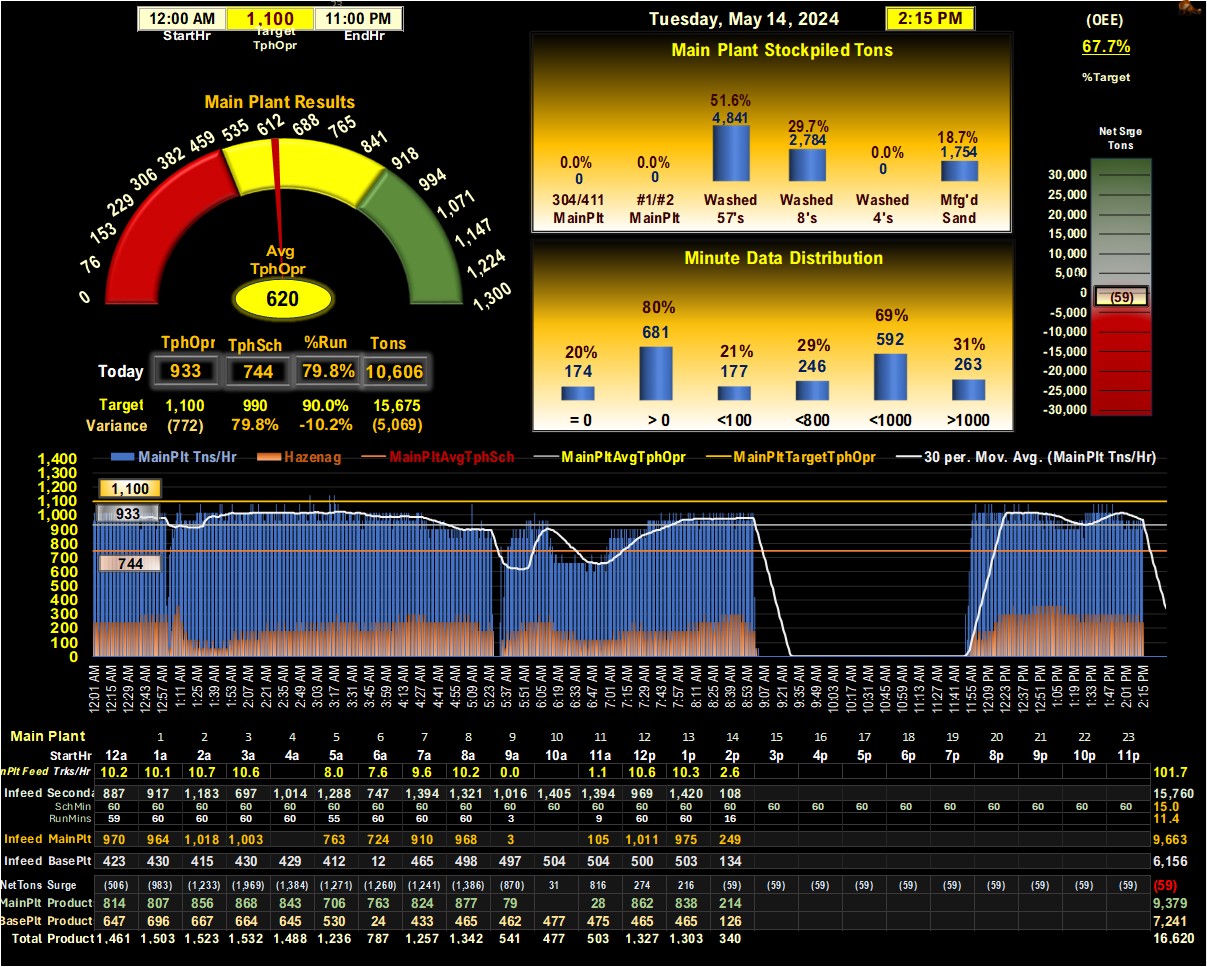 23
12:00 AM 1,100 11:00 PM
StartHr Target TphOpr EndHr
Tuesday, May 14, 2024 2:15 PM
(OEE)
67.7%
%Target
Main Plant Results
0 76 153 229 306 382 459 535 612 688 765 841 918 994 1,071 1,147 1,224 1,300
Avg
TphOpr
620
TphOpr TphSch %Run Tons
Today 933 744 79.8% 10,606
Target 1,100 990 90.0% 15,675
Variance (772) 79.8% -10.2% (5,069)
Main Plant Stockpiled Tons
0.0% 0.0% 51.6% 29.7% 0.0% 18.7%
0 0 4,841 2,784 0 1,754
304/411 #1/#2 Washed Washed Washed Mfg'd
MainPlt MainPlt 57's 8's 4's Sand
Minute Data Distribution
20% 80% 21% 29% 69% 31%
174 681 177 246 592 263
= 0 > 0 <100 <800 <1000 >1000
Net Srge
Tons
30,000
25,000
20,000
15,000
10,000
5,000
0
(59)
-5,000
-10,000
-15,000
-20,000
-25,000
-30,000
MainPlt Tns/Hr Hazenag MainPltAvgTphSch MainPltAvgTphOpr MainPltTargetTphOpr 30 per. Mov. Avg. (MainPlt Tns/Hr)
1,400
1,300
1,200
1,100
1,000
900
800
700
600
500
400
300
200
100
0
1,100
933
744
12:01 AM 12:15 AM 12:29 AM 12:43 AM 12:57 AM 1:11 AM 1:25 AM 1:39 AM 1:53 AM 2:07 AM 2:21 AM 2:35 AM 2:49 AM 3:03 AM 3:17 AM 3:31 AM 3:45 AM 3:59 AM 4:13 AM 4:27 AM 4:41 AM 4:55 AM 5:09 AM 5:23 AM 5:37 AM 5:51 AM 6:05 AM 6:19 AM 6:33 AM 6:47 AM 7:01 AM 7:15 AM 7:29 AM 7:43 AM 7:57 AM 8:11 AM 8:25 AM 8:39 AM 8:53 AM 9:07 AM 9:21 AM 9:35 AM 9:49 AM 10:03 AM 10:17 AM 10:31 AM 10:45 AM 10:59 AM 11:13 AM 11:27 AM 11:41 AM 11:55 AM 12:09 PM 12:23 PM 12:37 PM 12:51 PM 1:05 PM 1:19 PM 1:33 PM 1:47 PM 2:01 PM 2:15 PM
Main Plant 1 2 3 4 5 6 7 8 9 10 11 12 13 14 15 16 17 18 19 20 21 22 23
StartHr 12a 1a 2a 3a 4a 5a 6a 7a 8a 9a 10a 11a 12p 1p 2p 3p 4p 5p 6p 7p 8p 9p 10p 11p
nPlt Feed Trks/Hr 10.2 10.1 10.7 10.6 8.0 7.6 9.6 10.2 0.0 1.1 10.6 10.3 2.6 101.7
Infeed Seconda 887 917 1,183 697 1,014 1,288 747 1,394 1,321 1,016 1,405 1,394 969 1,420 108 15,760
SchMin 60 60 60 60 60 60 60 60 60 60 60 60 60 60 60 60 60 60 60 60 60 60 60 15.0
RunMins 59 60 60 60 55 60 60 60 3 9 60 60 16 11.4
Infeed MainPlt 970 964 1,018 1,003 763 724 910 968 3 105 1,011 975 249 9,663
Infeed BasePlt 423 430 415 430 429 412 12 465 498 497 504 504 500 503 134 6,156
NetTons Surge (506) (983) (1,233) (1,969) (1,384) (1,271) (1,260) (1,241) (1,386) (870) 31 816 274 216 (59) (59) (59) (59) (59) (59) (59) (59) (59) (59) (59)
MainPlt Product 814 807 856 868 843 706 763 824 877 79 28 862 838 214 9,379
BasePlt Product 647 696 667 664 645 530 24 433 465 462 477 475 465 465 126 7,241
Total Product 1,461 1,503 1,523 1,532 1,488 1,236 787 1,257 1,342 541 477 503 1,327 1,303 340 16,620